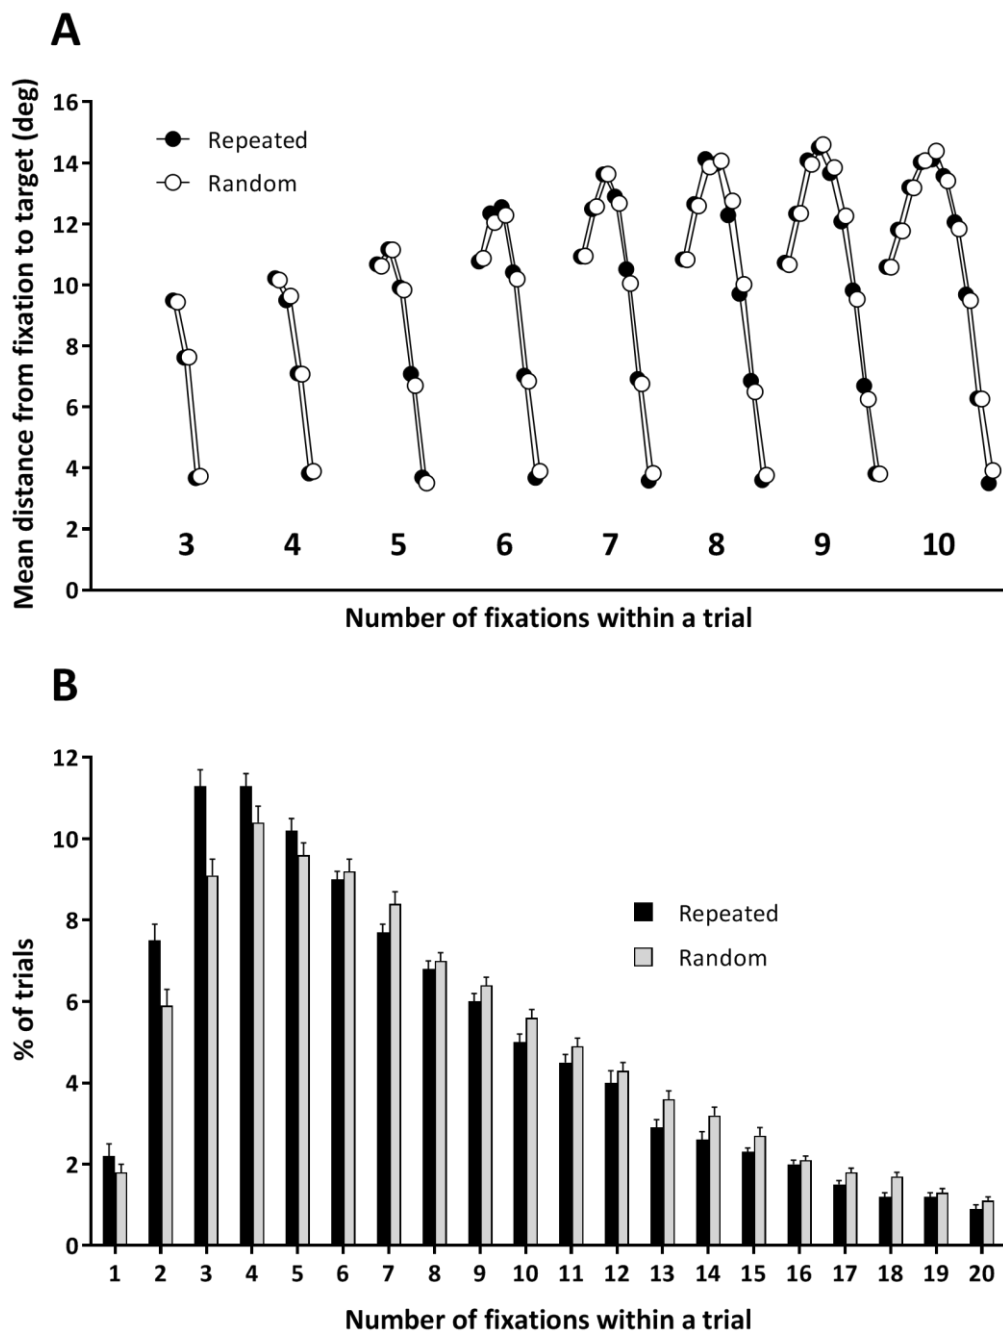 A
Mean distance from fixation to target (deg)
16
14
12
10
8
6
4
2
0
Repeated
Random
3 4 5 6 7 8 9 10
Number of fixations within a trial
B
% of trials
12
10
8
6
4
2
0
Repeated
Random
1 2 3 4 5 6 7 8 9 10 11 12 13 14 15 16 17 18 19 20
Number of fixations within a trial